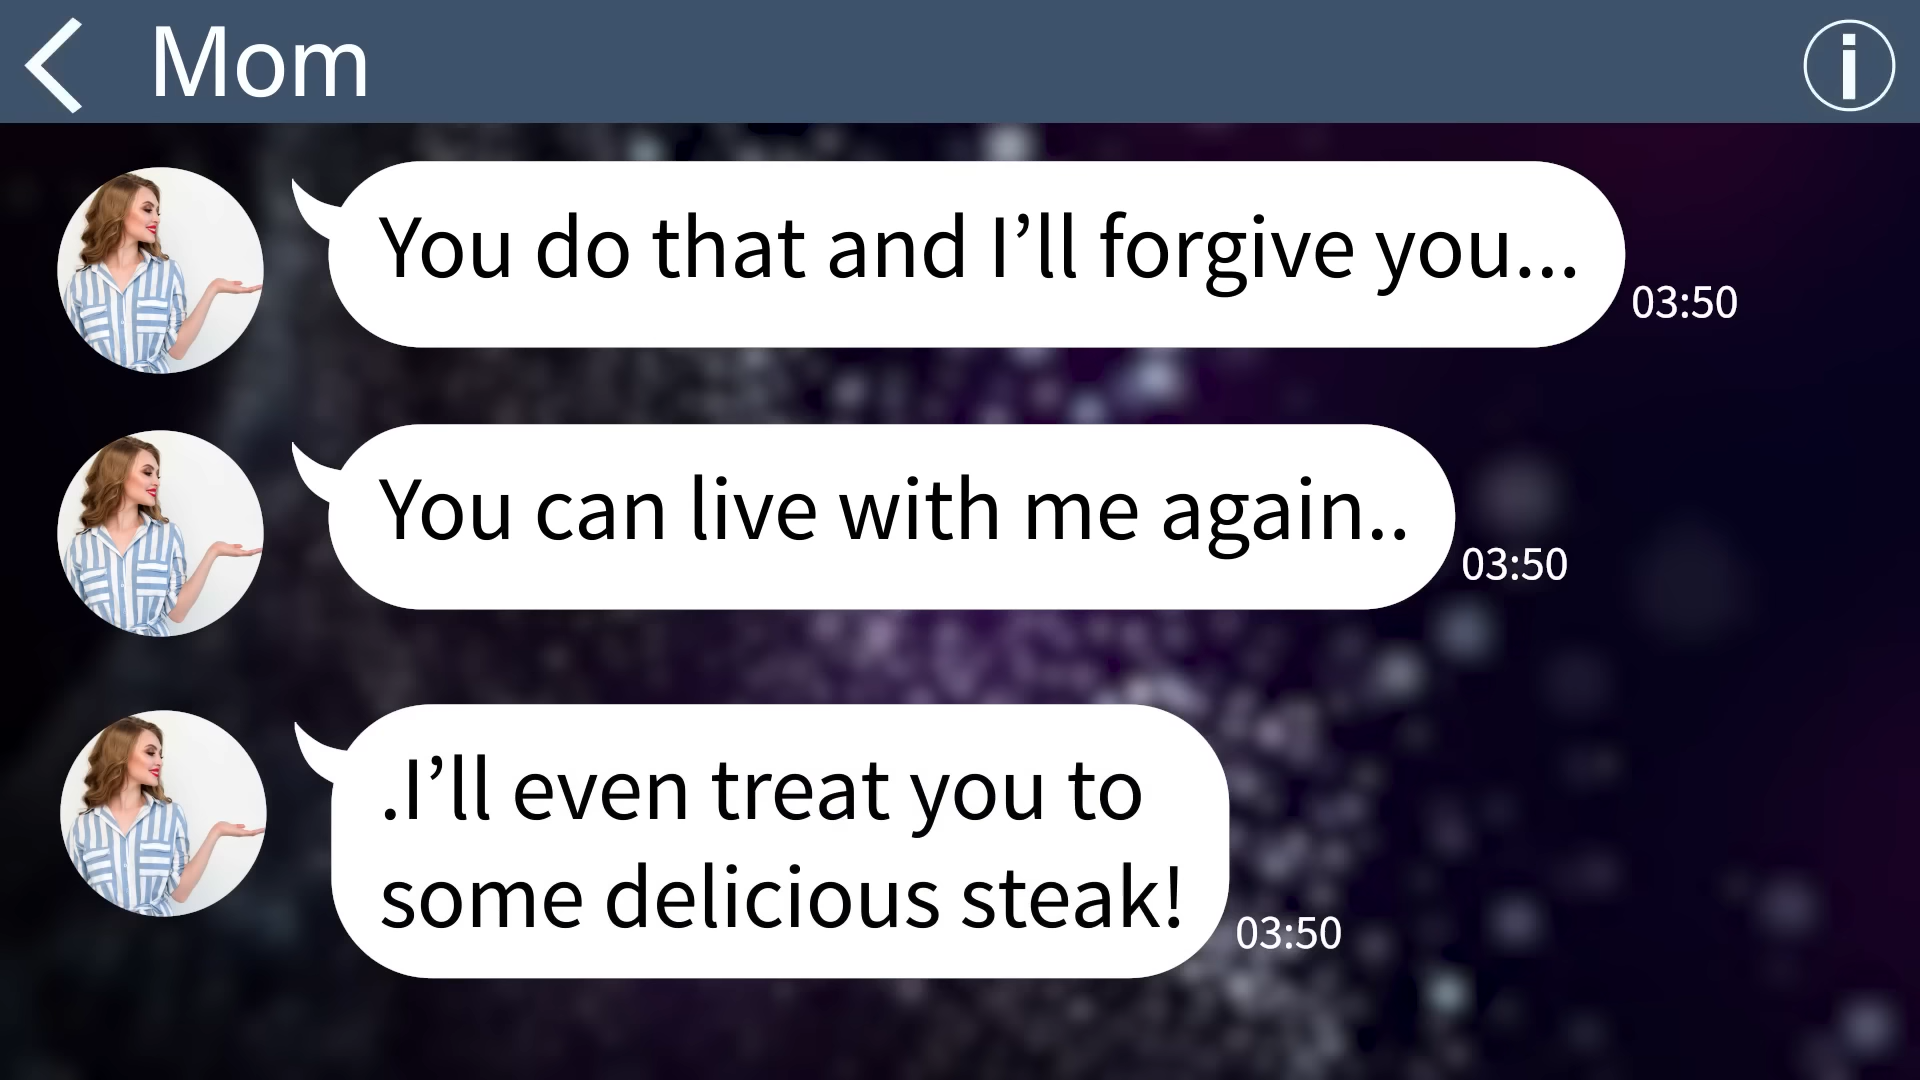 Mom
You do that and I’ll forgive you...
03:50
You can live with me again..
03:50
.I’ll even treat you to
some delicious steak!
03:50